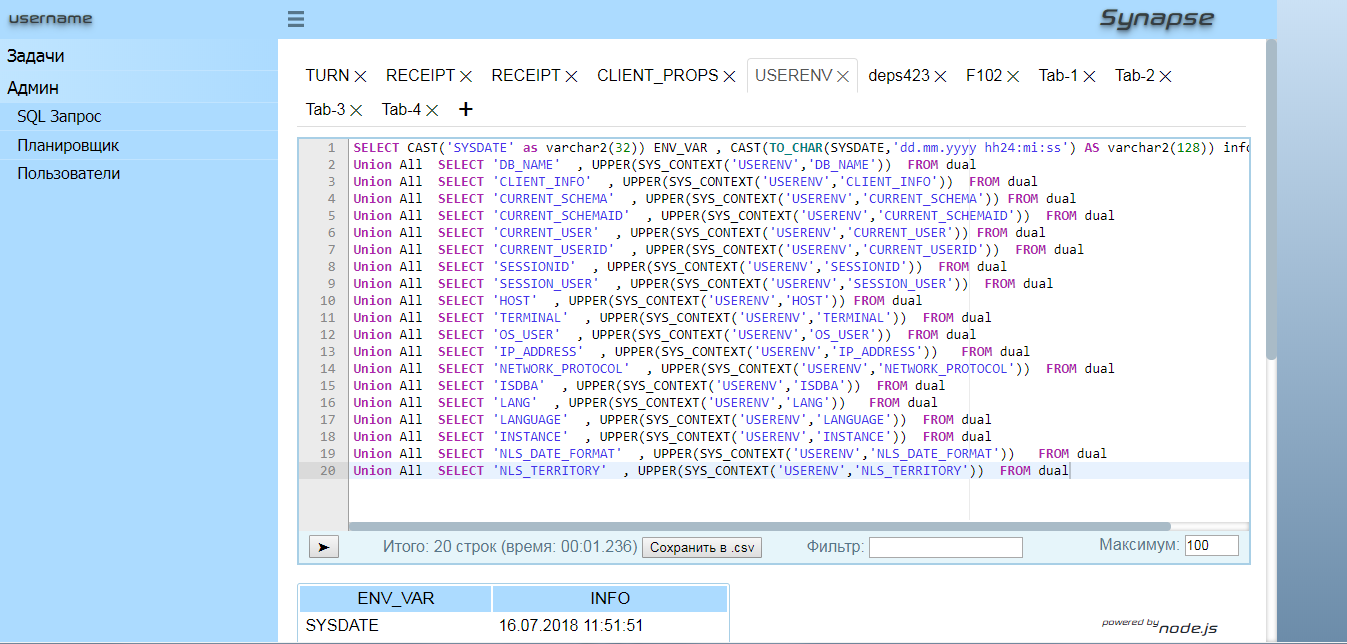 username
Synapse
Задачи
Админ
SQL Запрос
Планировщик
Пользователи
TURN RECEIPT RECEIPT CLIENT_PROPS USERENV deps423 F102 Tab-1 Tab-2
Tab-3 Tab-4 +
1 SELECT CAST('SYSDATE' as varchar2(32)) ENV_VAR , CAST(TO_CHAR(SYSDATE,'dd.mm.yyyy hh24:mi:ss') AS varchar2(128)) info
2 Union All SELECT 'DB_NAME' , UPPER(SYS_CONTEXT('USERENV','DB_NAME')) FROM dual
3 Union All SELECT 'CLIENT_INFO' , UPPER(SYS_CONTEXT('USERENV','CLIENT_INFO')) FROM dual
4 Union All SELECT 'CURRENT_SCHEMA' , UPPER(SYS_CONTEXT('USERENV','CURRENT_SCHEMA')) FROM dual
5 Union All SELECT 'CURRENT_SCHEMAID' , UPPER(SYS_CONTEXT('USERENV','CURRENT_SCHEMAID')) FROM dual
6 Union All SELECT 'CURRENT_USER' , UPPER(SYS_CONTEXT('USERENV','CURRENT_USER')) FROM dual
7 Union All SELECT 'CURRENT_USERID' , UPPER(SYS_CONTEXT('USERENV','CURRENT_USERID')) FROM dual
8 Union All SELECT 'SESSIONID' , UPPER(SYS_CONTEXT('USERENV','SESSIONID')) FROM dual
9 Union All SELECT 'SESSION_USER' , UPPER(SYS_CONTEXT('USERENV','SESSION_USER')) FROM dual
10 Union All SELECT 'HOST' , UPPER(SYS_CONTEXT('USERENV','HOST')) FROM dual
11 Union All SELECT 'TERMINAL' , UPPER(SYS_CONTEXT('USERENV','TERMINAL')) FROM dual
12 Union All SELECT 'OS_USER' , UPPER(SYS_CONTEXT('USERENV','OS_USER')) FROM dual
13 Union All SELECT 'IP_ADDRESS' , UPPER(SYS_CONTEXT('USERENV','IP_ADDRESS')) FROM dual
14 Union All SELECT 'NETWORK_PROTOCOL' , UPPER(SYS_CONTEXT('USERENV','NETWORK_PROTOCOL')) FROM dual
15 Union All SELECT 'ISDBA' , UPPER(SYS_CONTEXT('USERENV','ISDBA')) FROM dual
16 Union All SELECT 'LANG' , UPPER(SYS_CONTEXT('USERENV','LANG')) FROM dual
17 Union All SELECT 'LANGUAGE' , UPPER(SYS_CONTEXT('USERENV','LANGUAGE')) FROM dual
18 Union All SELECT 'INSTANCE' , UPPER(SYS_CONTEXT('USERENV','INSTANCE')) FROM dual
19 Union All SELECT 'NLS_DATE_FORMAT' , UPPER(SYS_CONTEXT('USERENV','NLS_DATE_FORMAT')) FROM dual
20 Union All SELECT 'NLS_TERRITORY' , UPPER(SYS_CONTEXT('USERENV','NLS_TERRITORY')) FROM dual
Итого: 20 строк (время: 00:01.236) Сохранить в .csv Фильтр: Максимум: 100
ENV_VAR INFO
SYSDATE 16.07.2018 11:51:51
powered by node.js